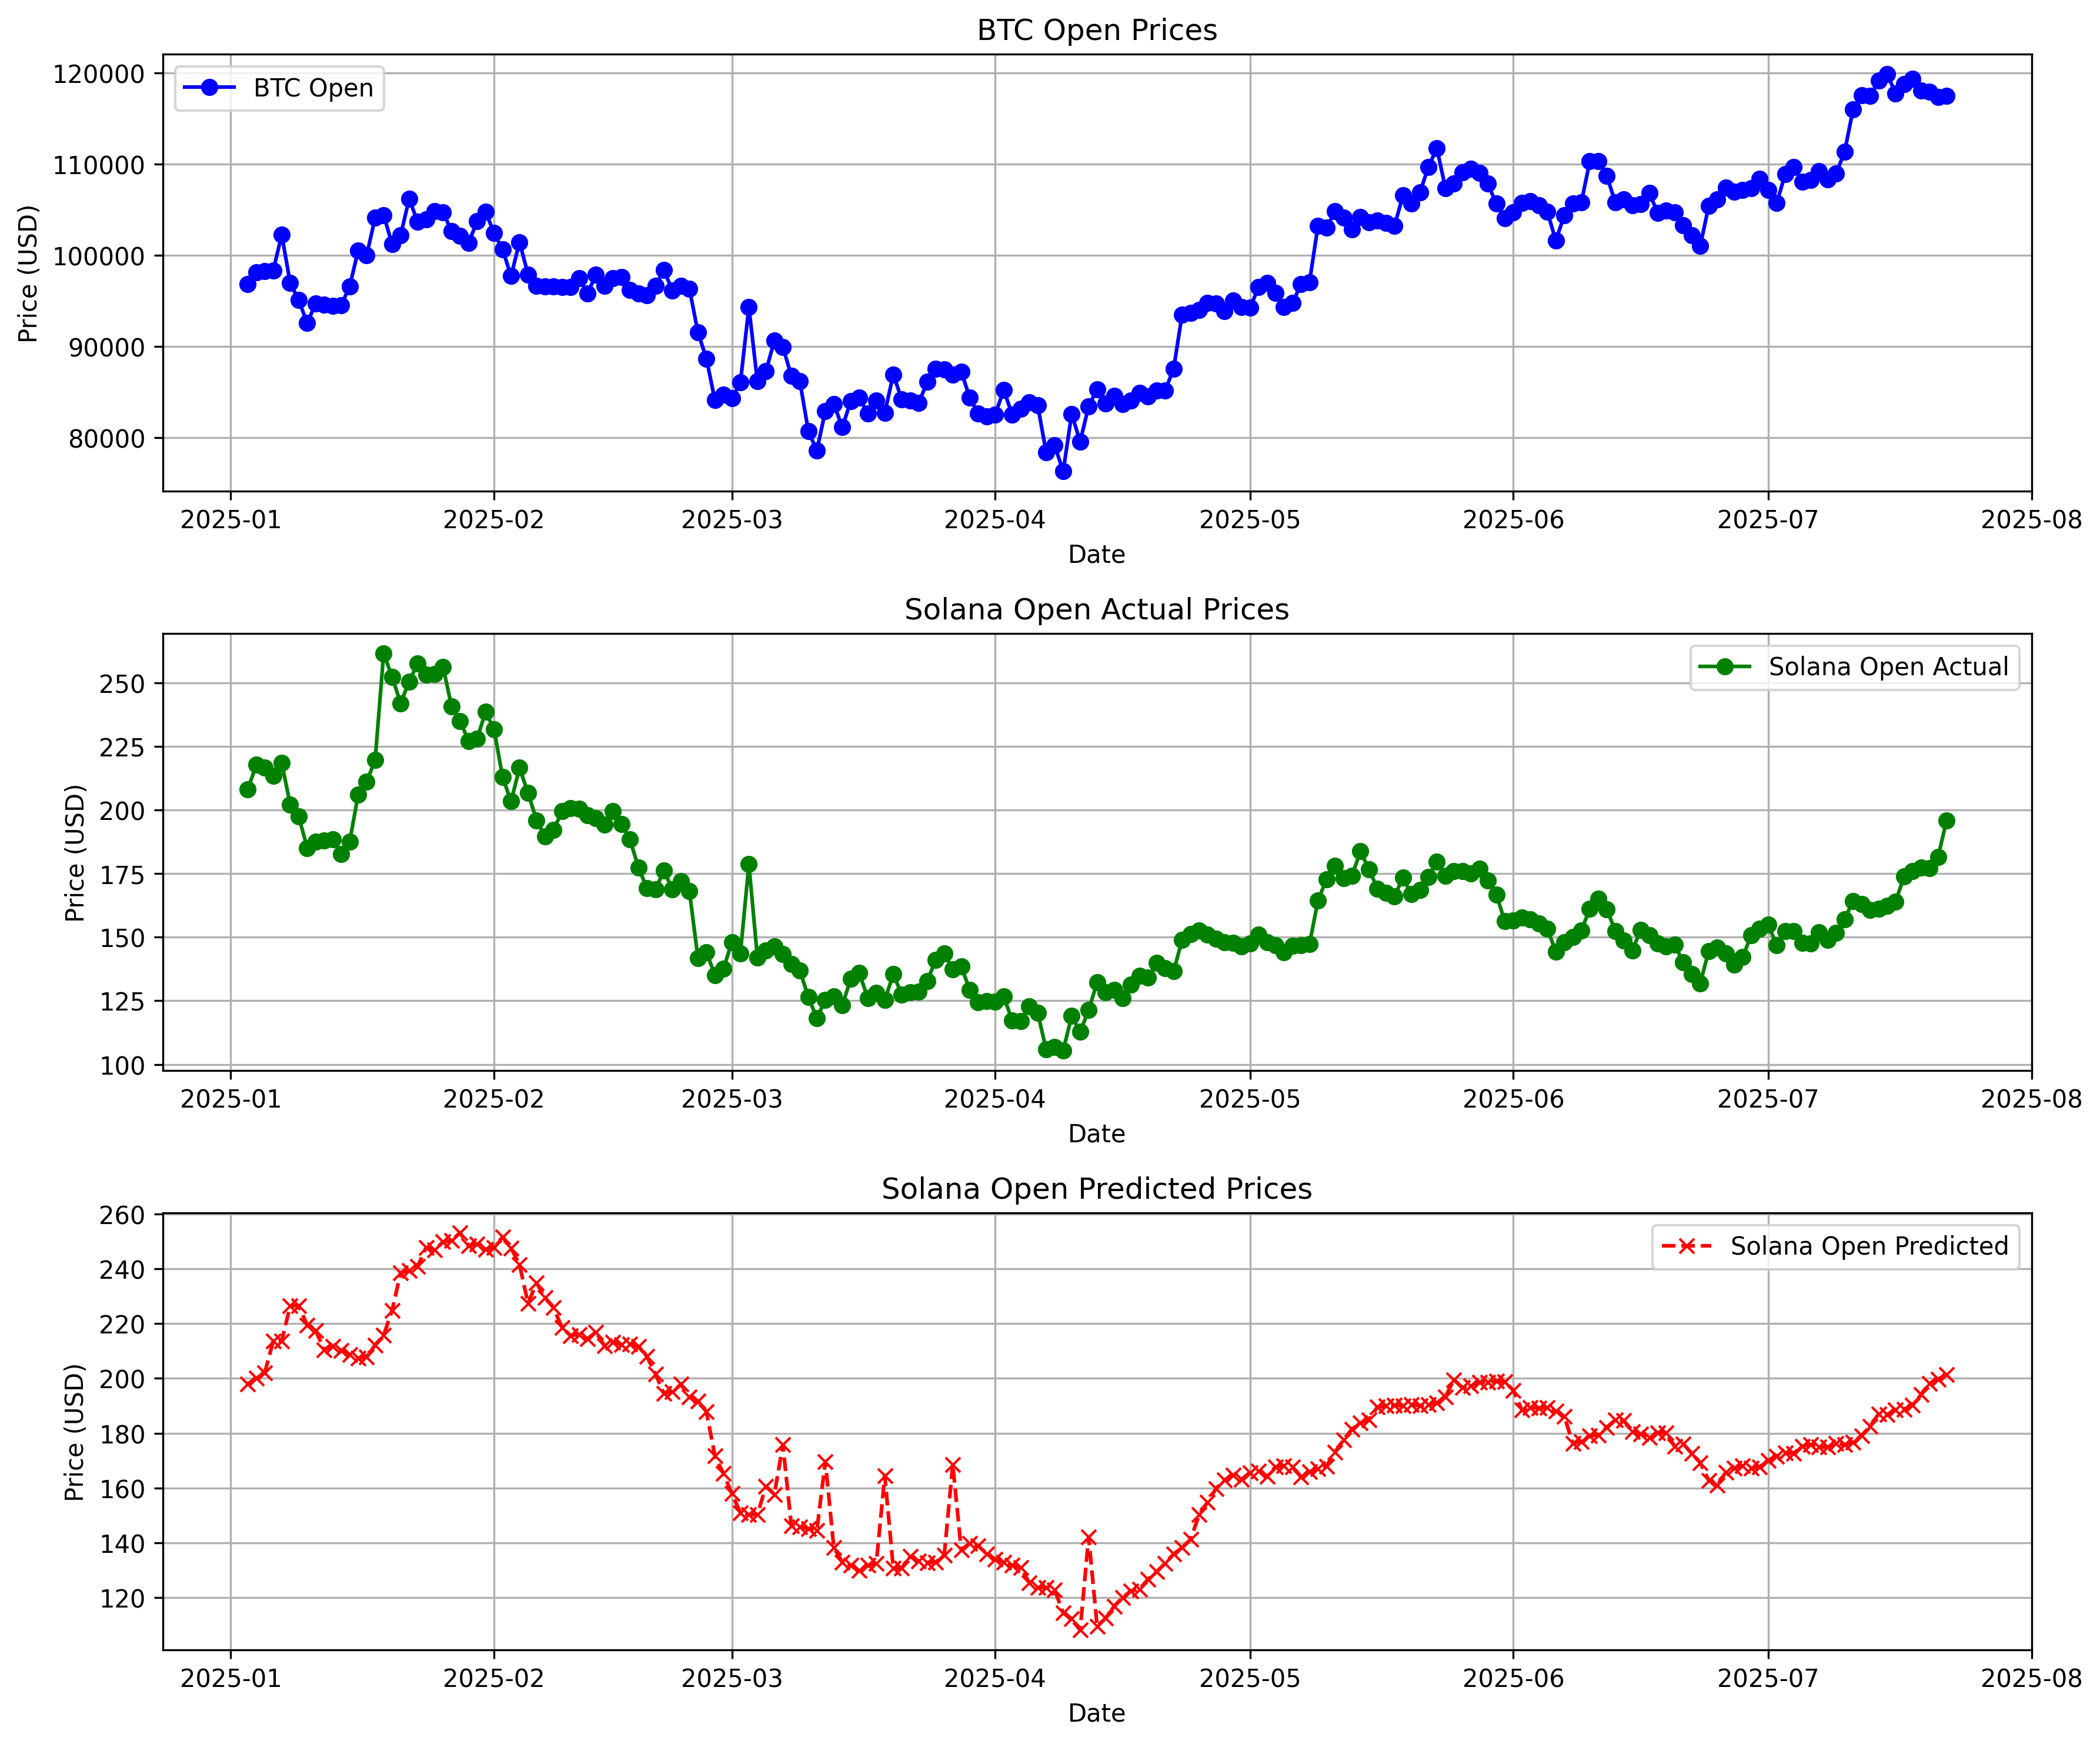 BTC Open Prices
BTC Open
120000
110000
100000
90000
80000
Price (USD)
2025-01 2025-02 2025-03 2025-04 2025-05 2025-06 2025-07 2025-08
Date
Solana Open Actual Prices
Solana Open Actual
250
225
200
175
150
125
100
Price (USD)
2025-01 2025-02 2025-03 2025-04 2025-05 2025-06 2025-07 2025-08
Date
Solana Open Predicted Prices
Solana Open Predicted
260
240
220
200
180
160
140
120
Price (USD)
2025-01 2025-02 2025-03 2025-04 2025-05 2025-06 2025-07 2025-08
Date